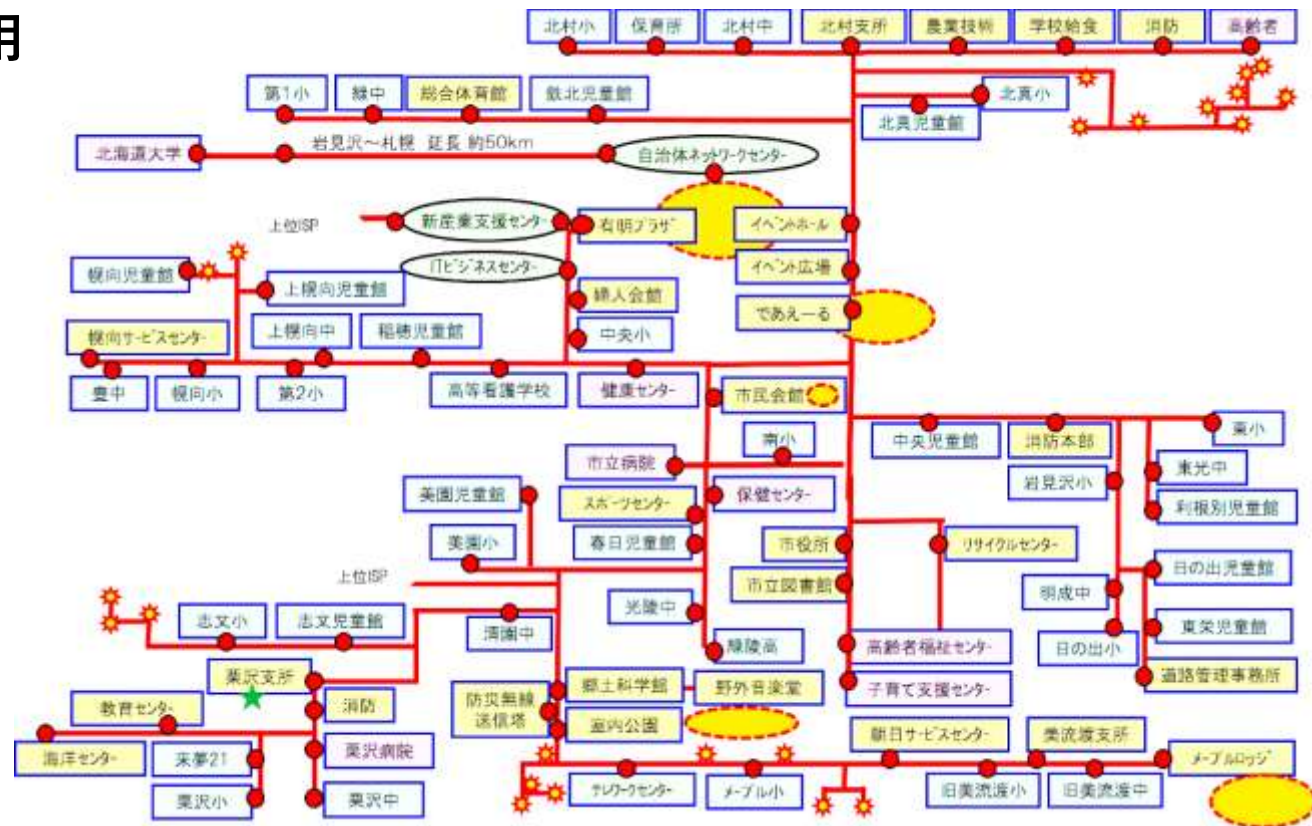 用
北村小
保育所
北村中
北村支所
農業技術
学校給食
消防
高齢者
第1小
緑中
総合体育館
鉄北児童館
北真小
北真児童館
北海道大学
岩見沢～札幌 延長 約50km
自治体ネットワークセンター
上位ISP
新産業支援センター
有明プラザ
イベントホール
ITビジネスセンター
イベント広場
幌向児童館
上幌向児童館
婦人会館
であえーる
幌向サービスセンター
上幌向中
稲穂児童館
中央小
豊中
幌向小
第2小
高等看護学校
健康センター
市民会館
南小
中央児童館
消防本部
東小
市立病院
東光中
岩見沢小
美園児童館
スポーツセンター
保健センター
利根別児童館
美園小
春日児童館
市役所
リサイクルセンター
日の出児童館
上位ISP
市立図書館
明成中
光陵中
志文小
志文児童館
清園中
緑陵高
高齢者福祉センター
日の出小
東栄児童館
栗沢支所
郷土科学館
野外音楽堂
子育て支援センター
道路管理事務所
教育センター
消防
防災無線
送信塔
室内公園
朝日サービスセンター
美流渡支所
海洋センター
来夢21
栗沢病院
メープルロッジ
栗沢小
栗沢中
テレワークセンター
メープル小
旧美流渡小
旧美流渡中